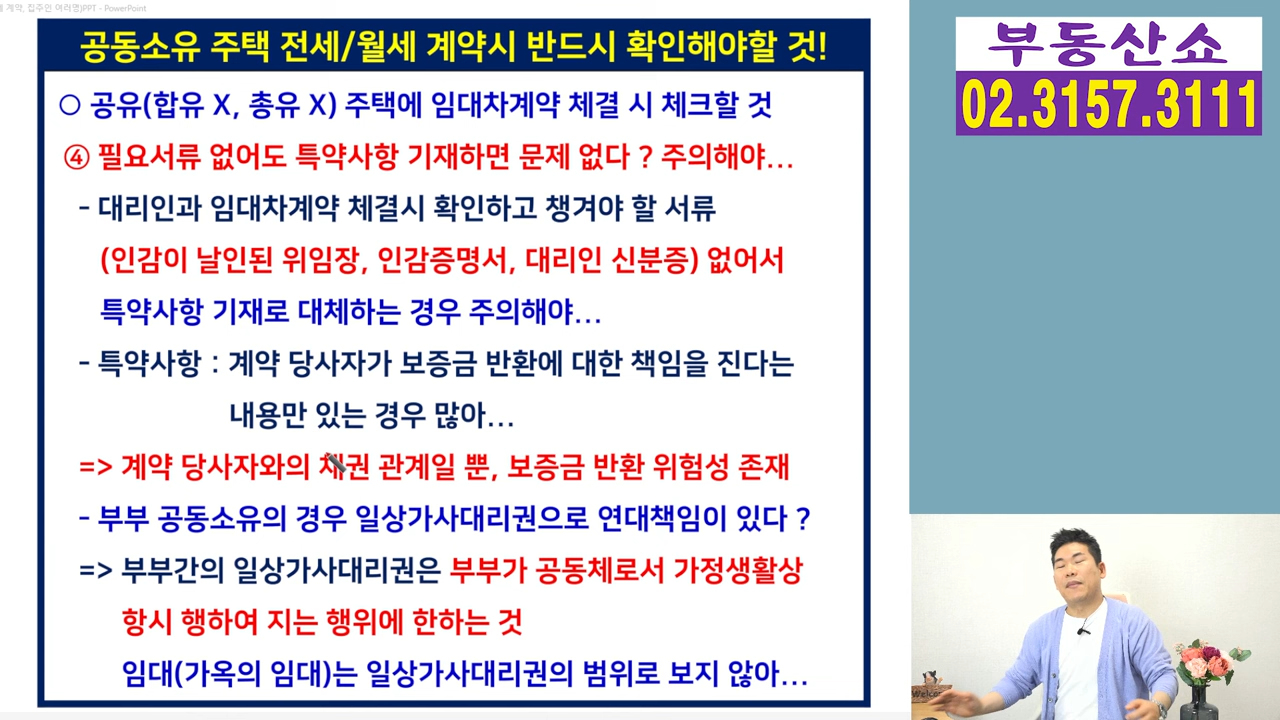 계약, 집주인 여러명]PPT - PowerPoint
공동소유 주택 전세/월세 계약시 반드시 확인해야할 것!
○ 공유(합유 X, 총유 X) 주택에 임대차계약 체결 시 체크할 것
④ 필요서류 없어도 특약사항 기재하면 문제 없다 ? 주의해야...
- 대리인과 임대차계약 체결시 확인하고 챙겨야 할 서류
(인감이 날인된 위임장, 인감증명서, 대리인 신분증) 없어서
특약사항 기재로 대체하는 경우 주의해야...
- 특약사항 : 계약 당사자가 보증금 반환에 대한 책임을 진다는
내용만 있는 경우 많아...
=> 계약 당사자와의 채권 관계일 뿐, 보증금 반환 위험성 존재
- 부부 공동소유의 경우 일상가사대리권으로 연대책임이 있다 ?
=> 부부간의 일상가사대리권은 부부가 공동체로서 가정생활상
항시 행하여 지는 행위에 한하는 것
임대(가옥의 임대)는 일상가사대리권의 범위로 보지 않아...
부동산쇼
02.3157.3111
Welcome